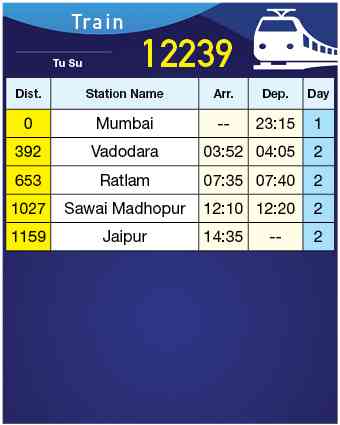 Train
Tu Su
12239
Dist. Station Name Arr. Dep. Day
0 Mumbai -- 23:15 1
392 Vadodara 03:52 04:05 2
653 Ratlam 07:35 07:40 2
1027 Sawai Madhopur 12:10 12:20 2
1159 Jaipur 14:35 -- 2